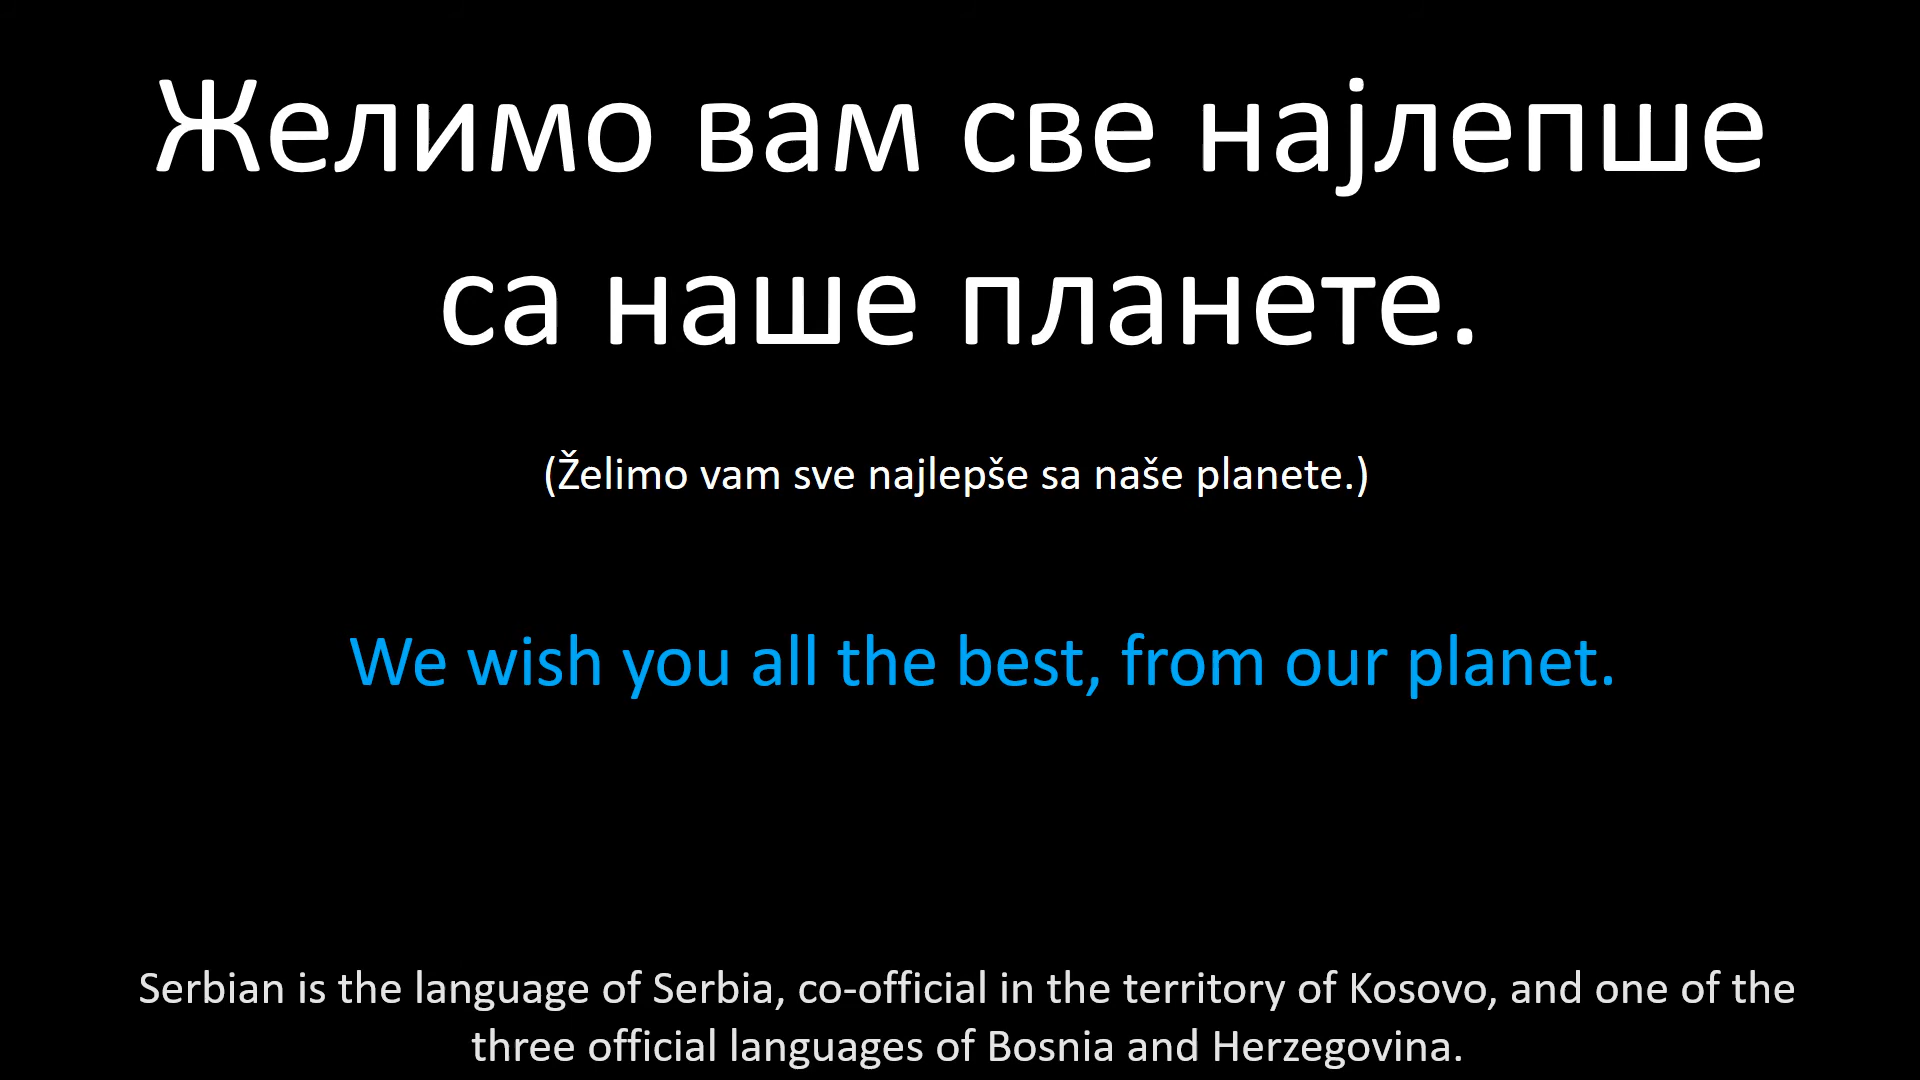 Желимо вам све најлепше
са наше планете.
(Želimo vam sve najlepše sa naše planete.)
We wish you all the best, from our planet.
Serbian is the language of Serbia, co-official in the territory of Kosovo, and one of the
three official languages of Bosnia and Herzegovina.